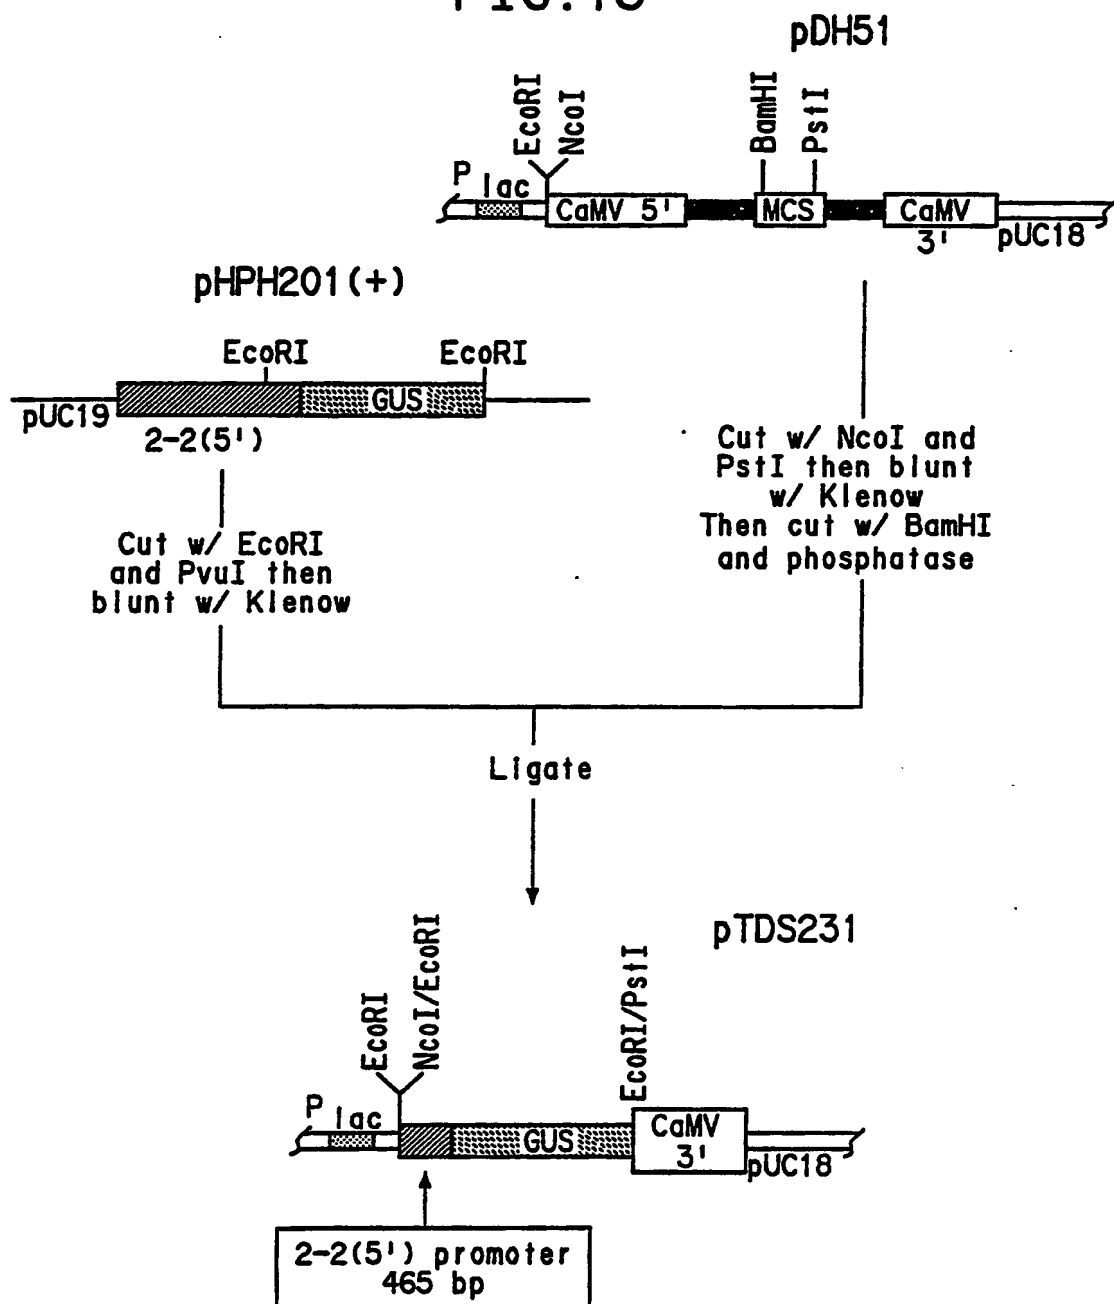 pDH51
EcoRI
NcoI
BamHI
PstI
P lac
CaMV 5'
MCS
CaMV
3'
pUC18
pHPH201(+)
EcoRI
EcoRI
GUS
pUC19
2-2(5')
Cut w/ EcoRI
and PvuI then
blunt w/ Klenow
Cut w/ NcoI and
PstI then blunt
w/ Klenow
Then cut w/ BamHI
and phosphatase
Ligate
pTDS231
EcoRI
NcoI/EcoRI
EcoRI/PstI
P lac
GUS
CaMV
3'
pUC18
2-2(5') promoter
465 bp